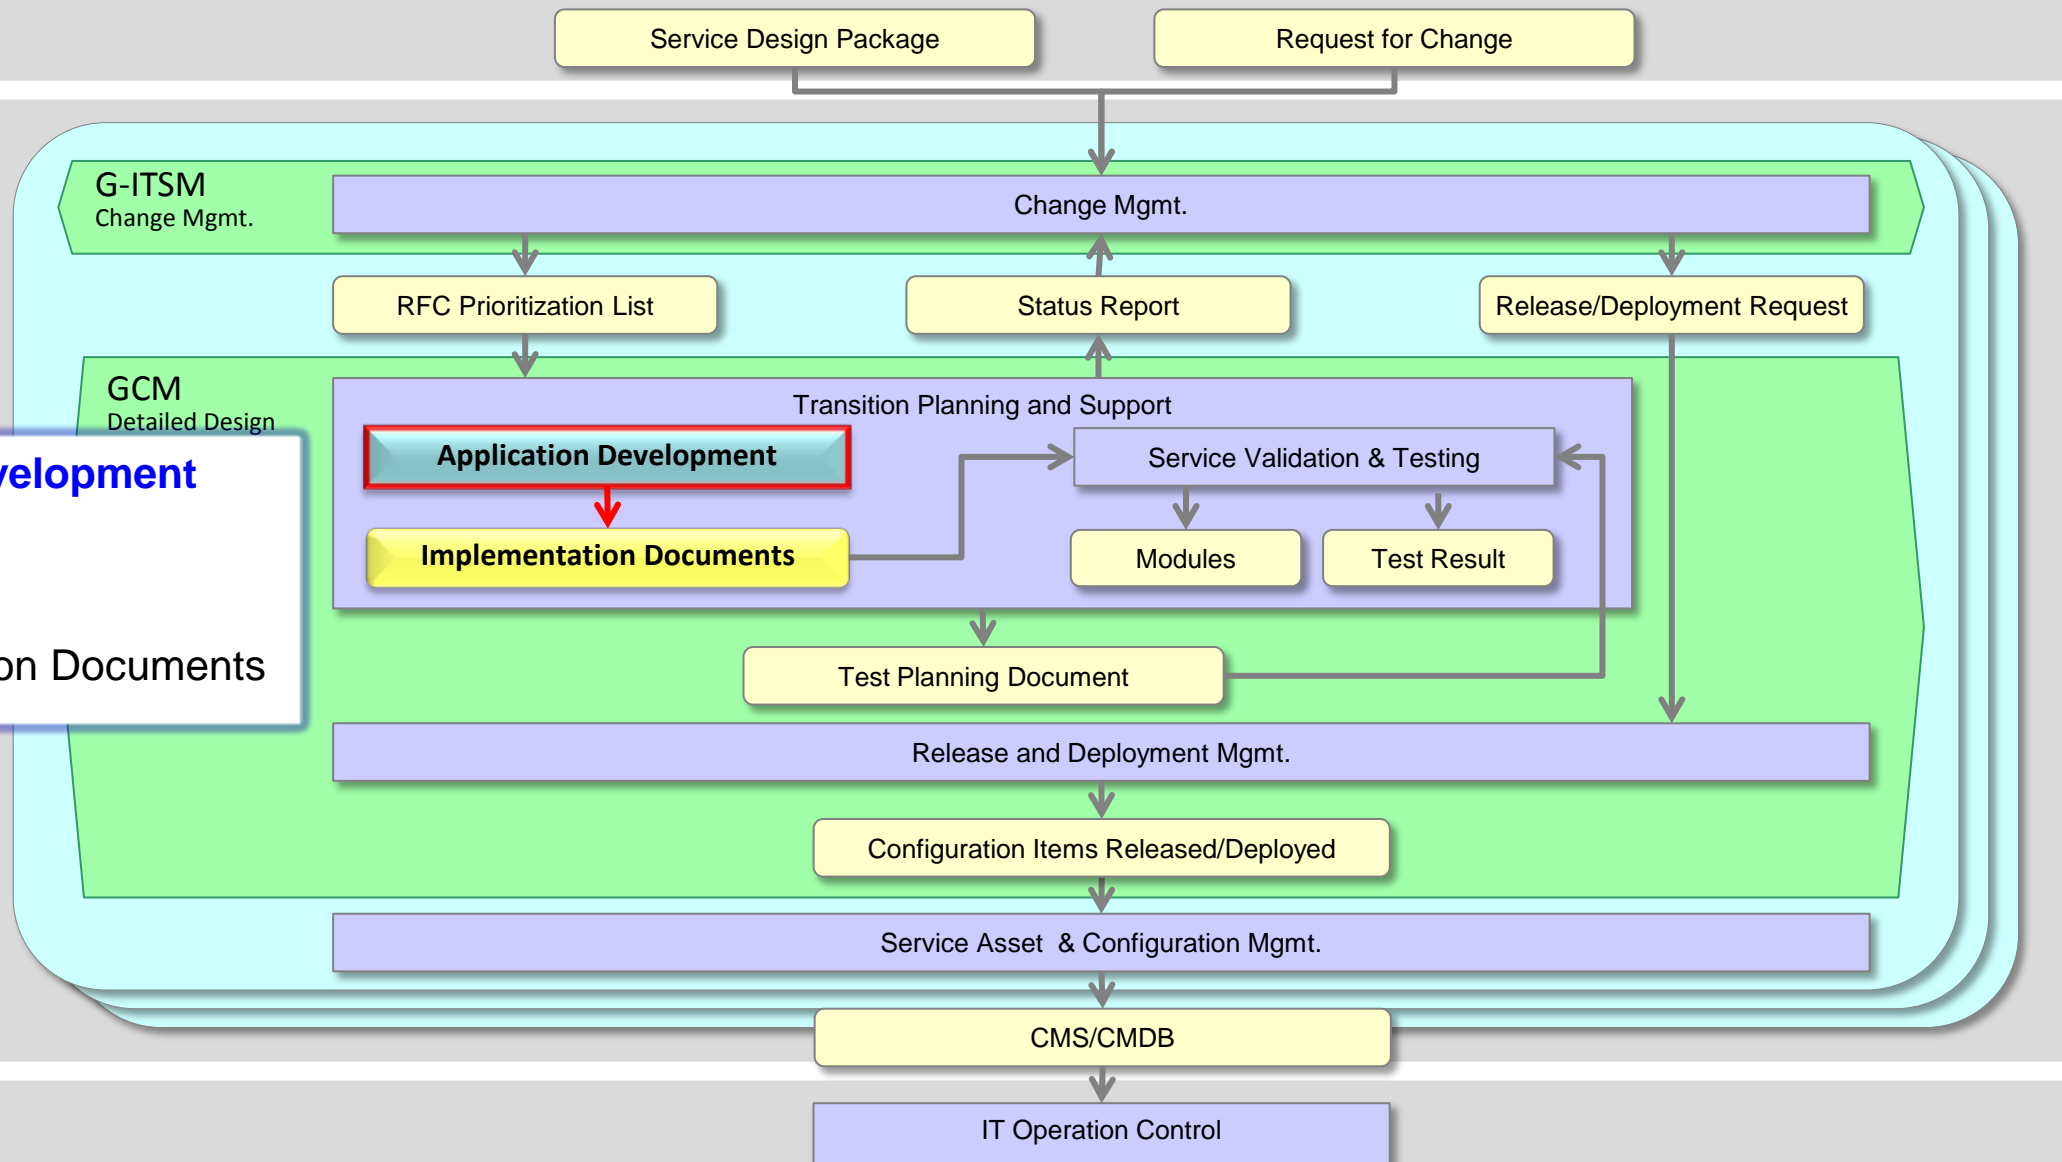 Service Design Package
Request for Change
G-ITSM
Change Mgmt.
Change Mgmt.
RFC Prioritization List
Status Report
Release/Deployment Request
GCM
Detailed Design
Transition Planning and Support
Application Development
Service Validation & Testing
velopment
Implementation Documents
Modules
Test Result
on Documents
Test Planning Document
Release and Deployment Mgmt.
Configuration Items Released/Deployed
Service Asset & Configuration Mgmt.
CMS/CMDB
IT Operation Control